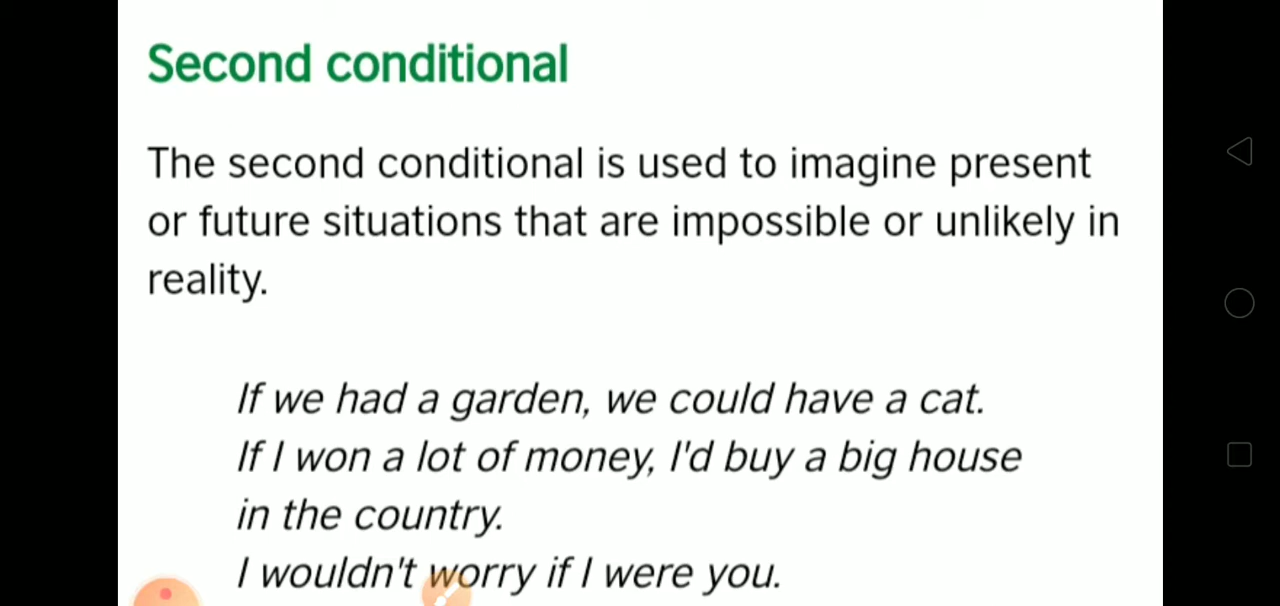 Second conditional
The second conditional is used to imagine present
or future situations that are impossible or unlikely in
reality.
If we had a garden, we could have a cat.
If I won a lot of money, I'd buy a big house
in the country.
I wouldn't worry if I were you.